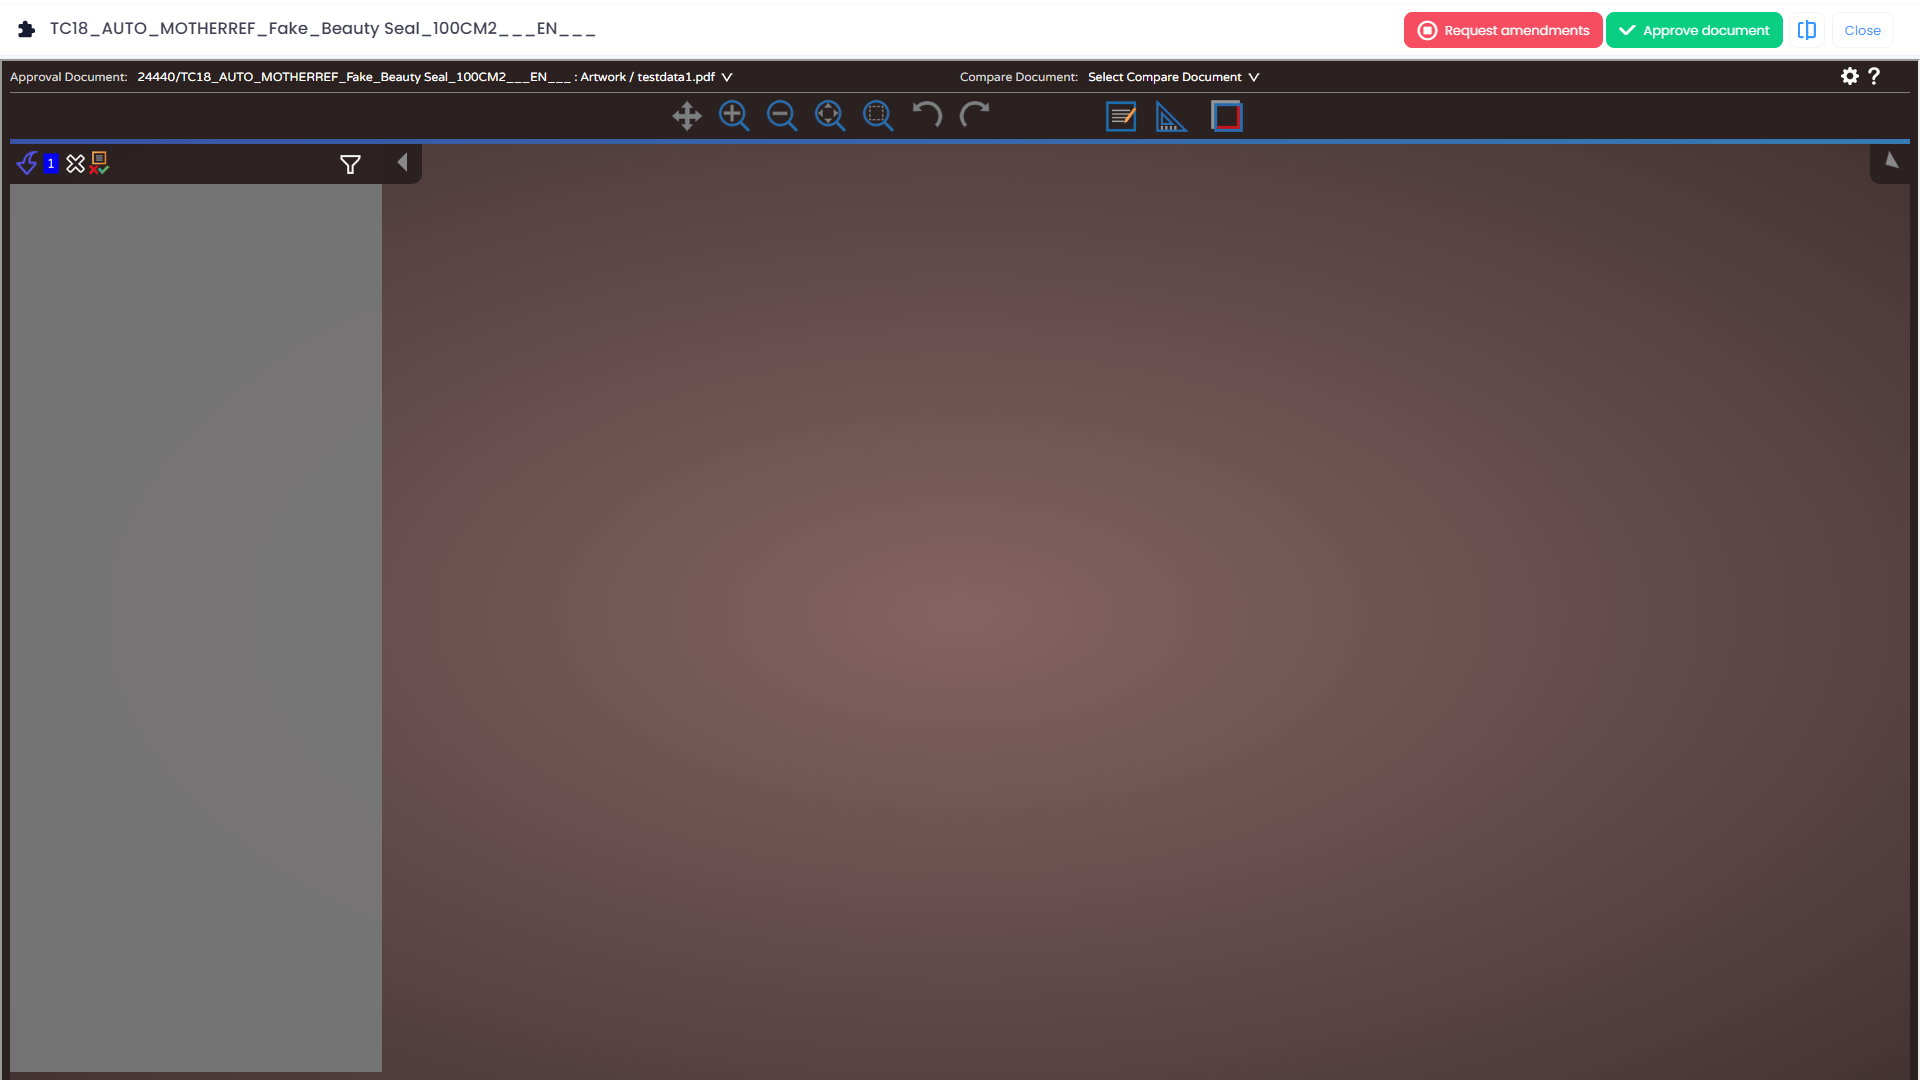 TC18_AUTO_MOTHERREF_Fake_Beauty Seal_100CM2___EN___
Request amendments
Approve document
Close
Approval Document: 24440/TC18_AUTO_MOTHERREF_Fake_Beauty Seal_100CM2___EN___ : Artwork / testdata1.pdf
Compare Document: Select Compare Document
?
1